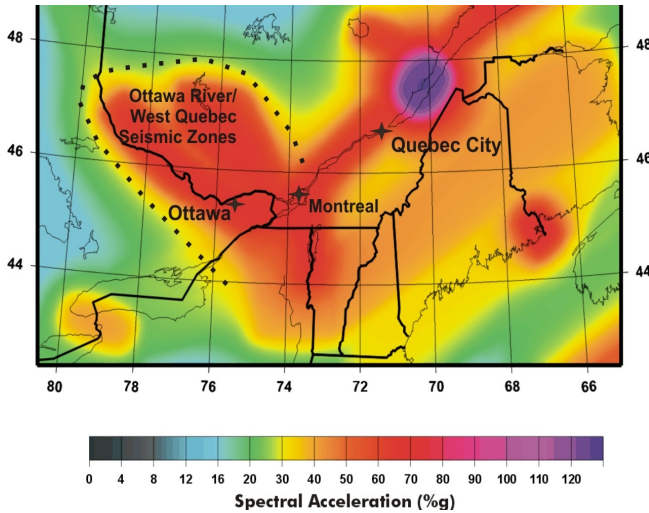 48
48
Ottawa River/
West Quebec
Seismic Zones
Quebec City
46
46
Ottawa
Montreal
44
44
80 78 76 74 72 70 68 66
0 4 8 12 16 20 30 40 50 60 70 80 90 100 110 120
Spectral Acceleration (%g)